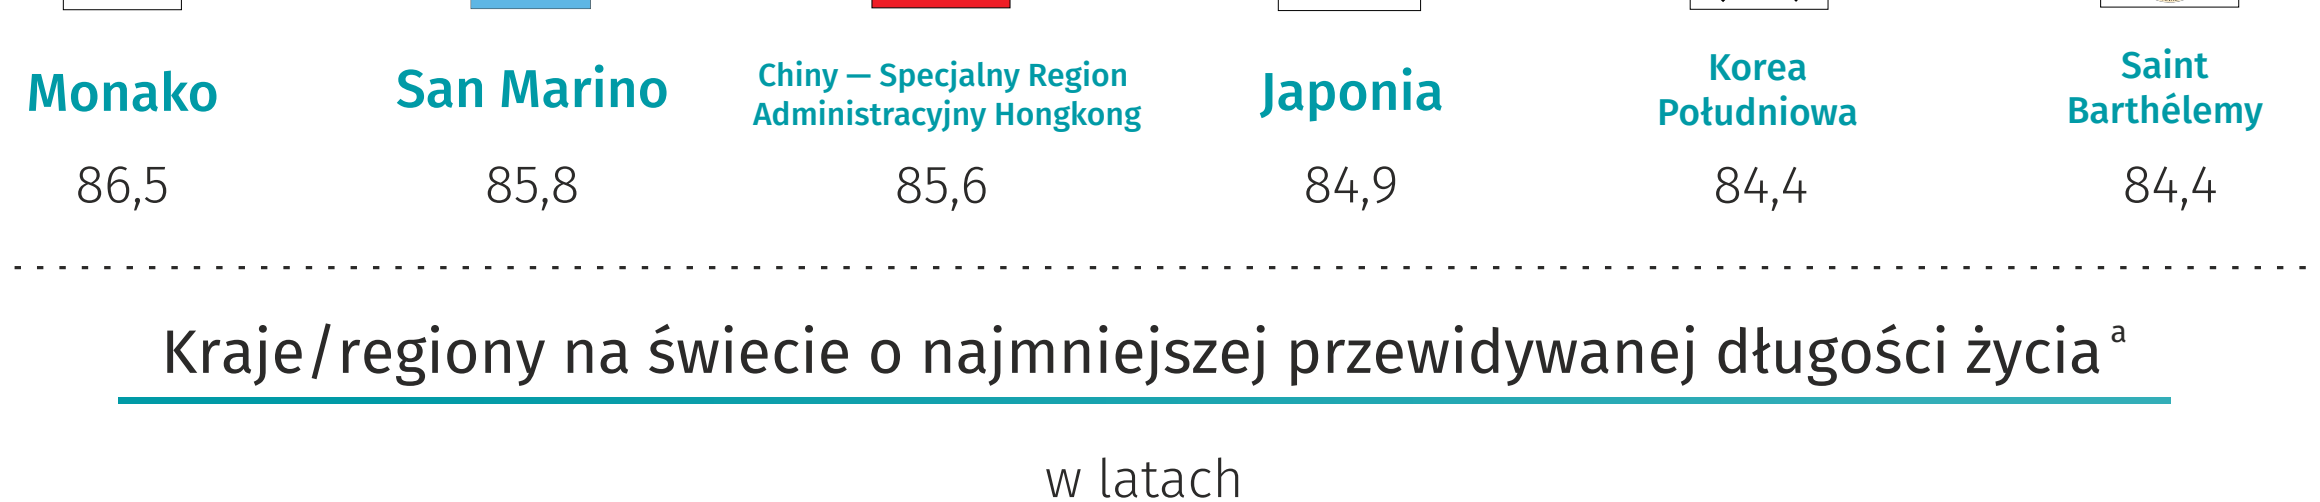 Monako
San Marino
Chiny — Specjalny Region
Administracyjny Hongkong
Japonia
Korea
Południowa
Saint
Barthélemy
86,5
85,8
85,6
84,9
84,4
84,4
Kraje/regiony na świecie o najmniejszej przewidywanej długości życia ᵃ
w latach